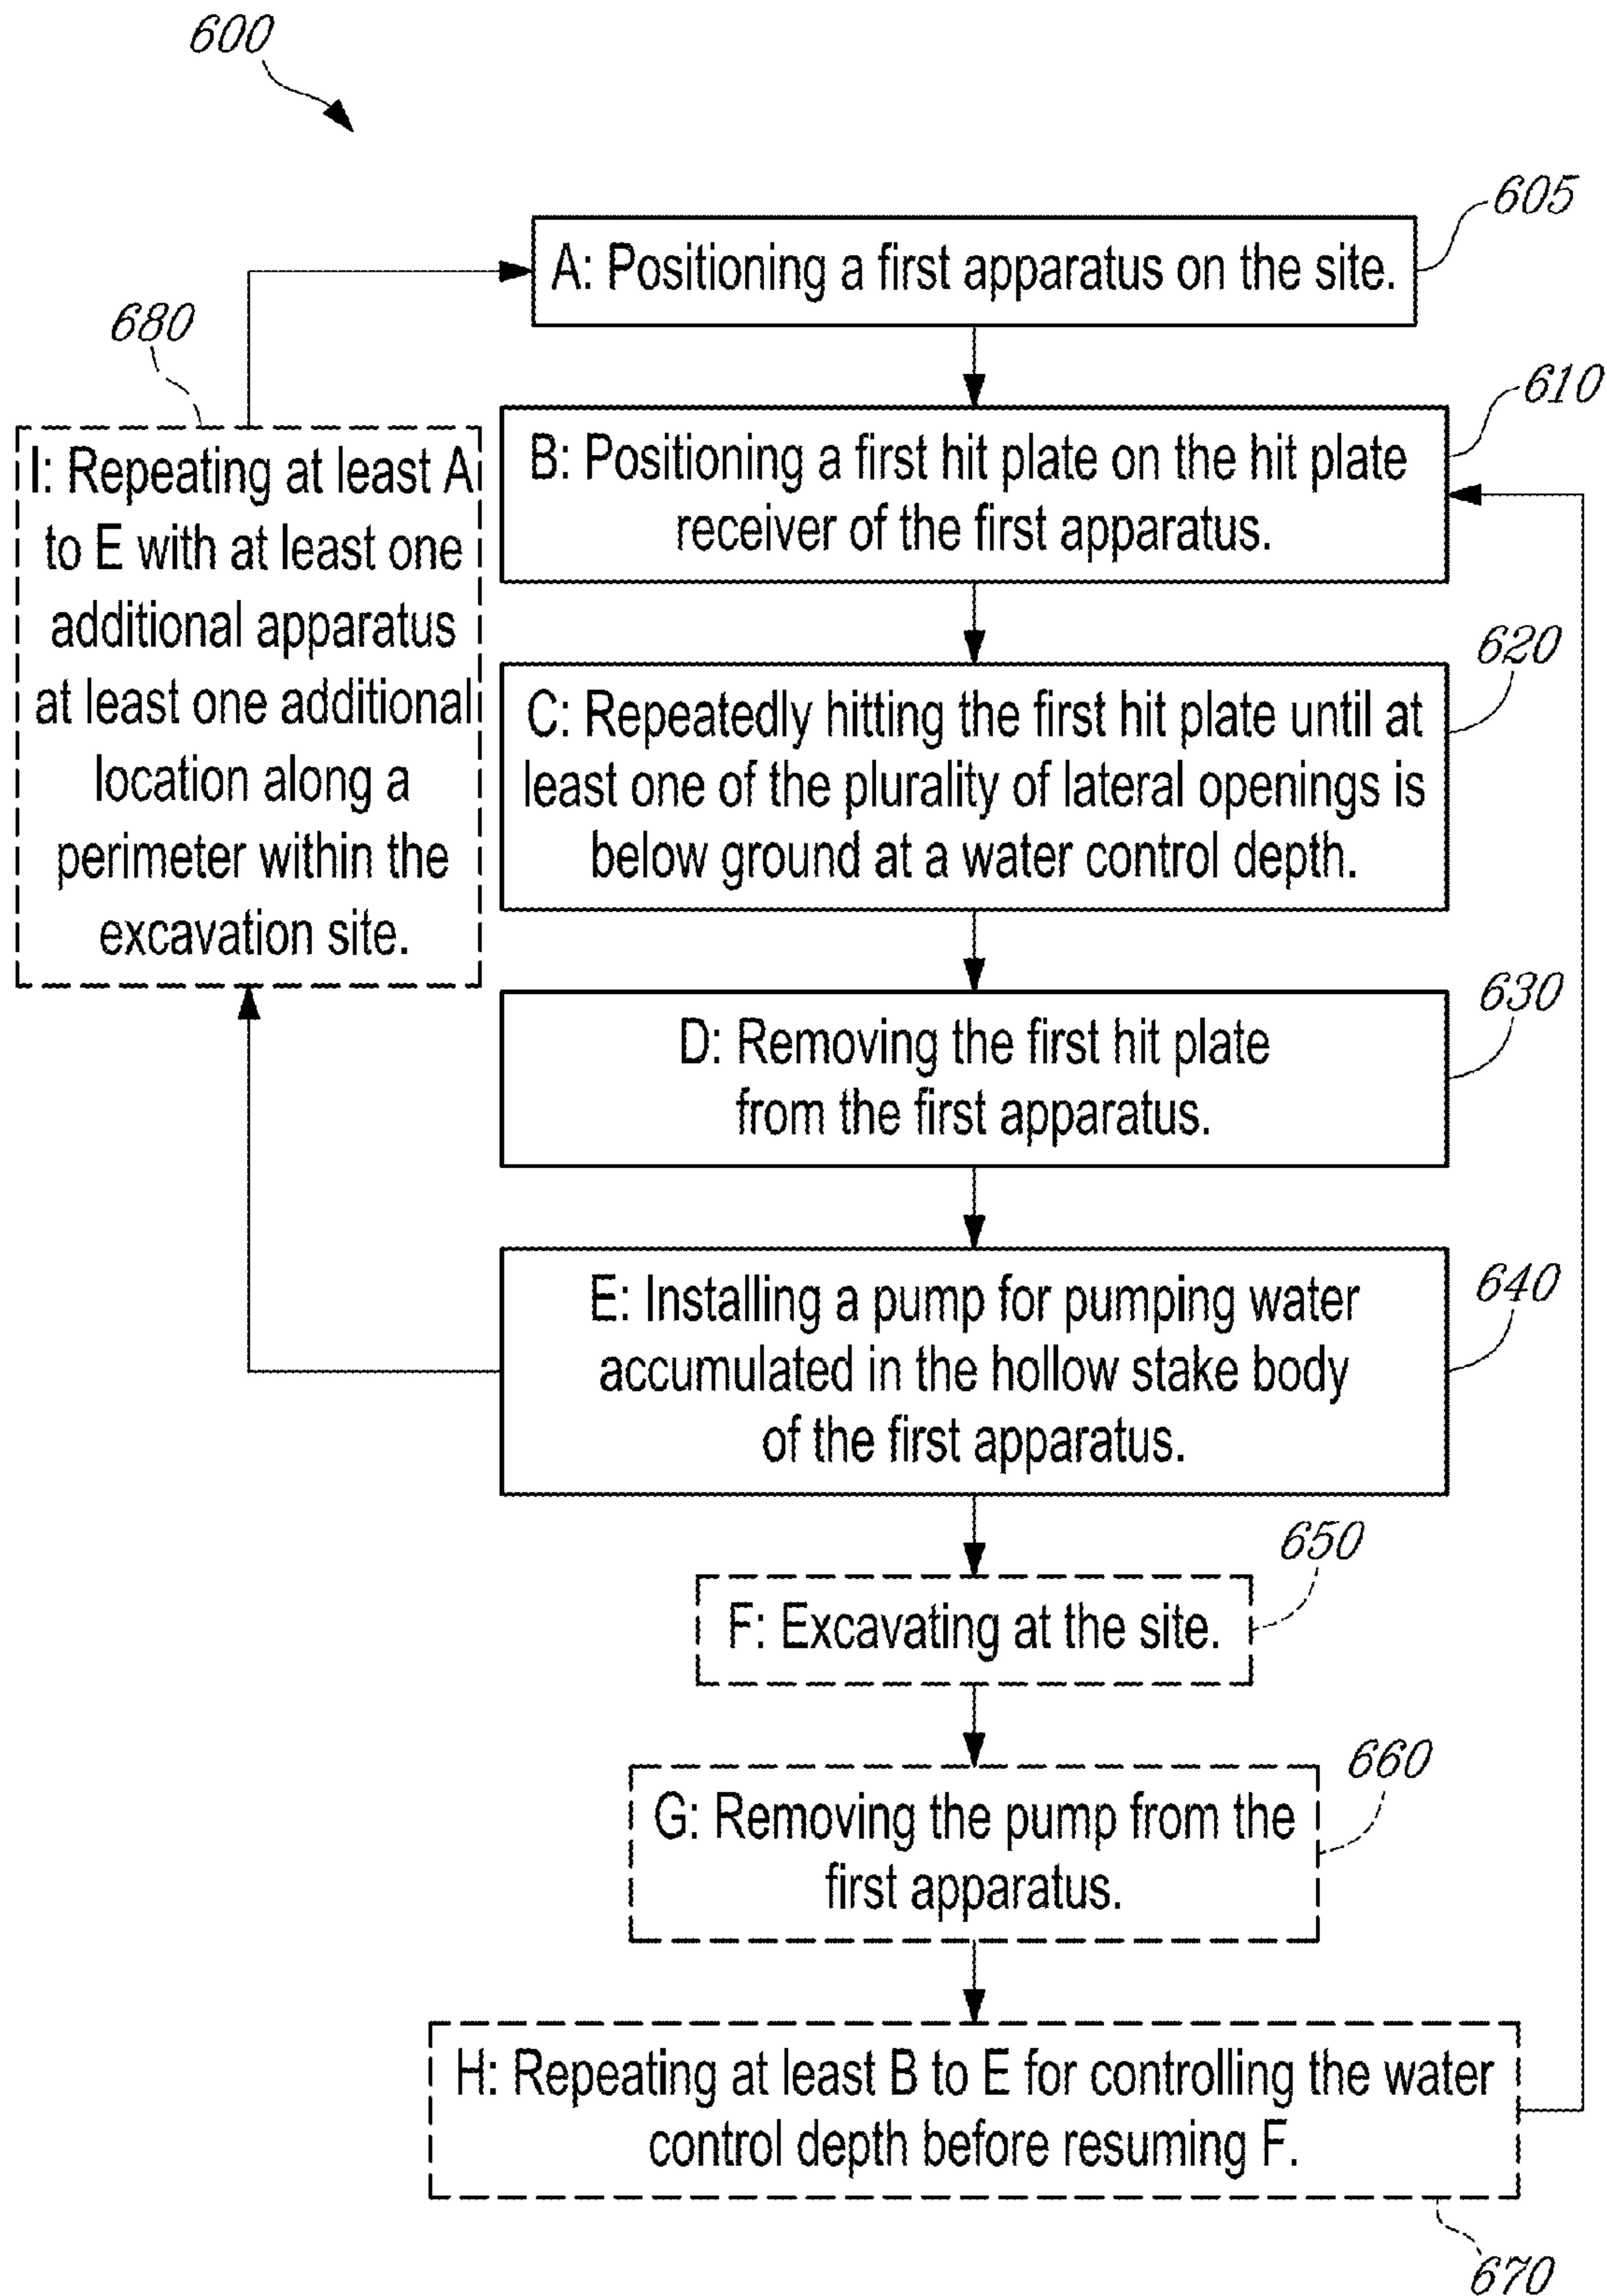 600
605
A: Positioning a first apparatus on the site.
680
610
B: Positioning a first hit plate on the hit plate
receiver of the first apparatus.
I: Repeating at least A
to E with at least one
additional apparatus
at least one additional
location along a
perimeter within the
excavation site.
620
C: Repeatedly hitting the first hit plate until at
least one of the plurality of lateral openings is
below ground at a water control depth.
630
D: Removing the first hit plate
from the first apparatus.
640
E: Installing a pump for pumping water
accumulated in the hollow stake body
of the first apparatus.
650
F: Excavating at the site.
660
G: Removing the pump from the
first apparatus.
H: Repeating at least B to E for controlling the water
control depth before resuming F.
670